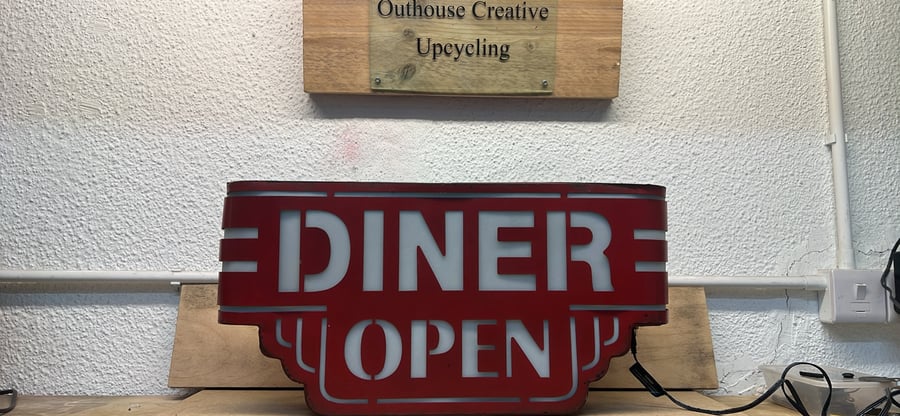 Outhouse Creative
Upcycling
DINER
OPEN